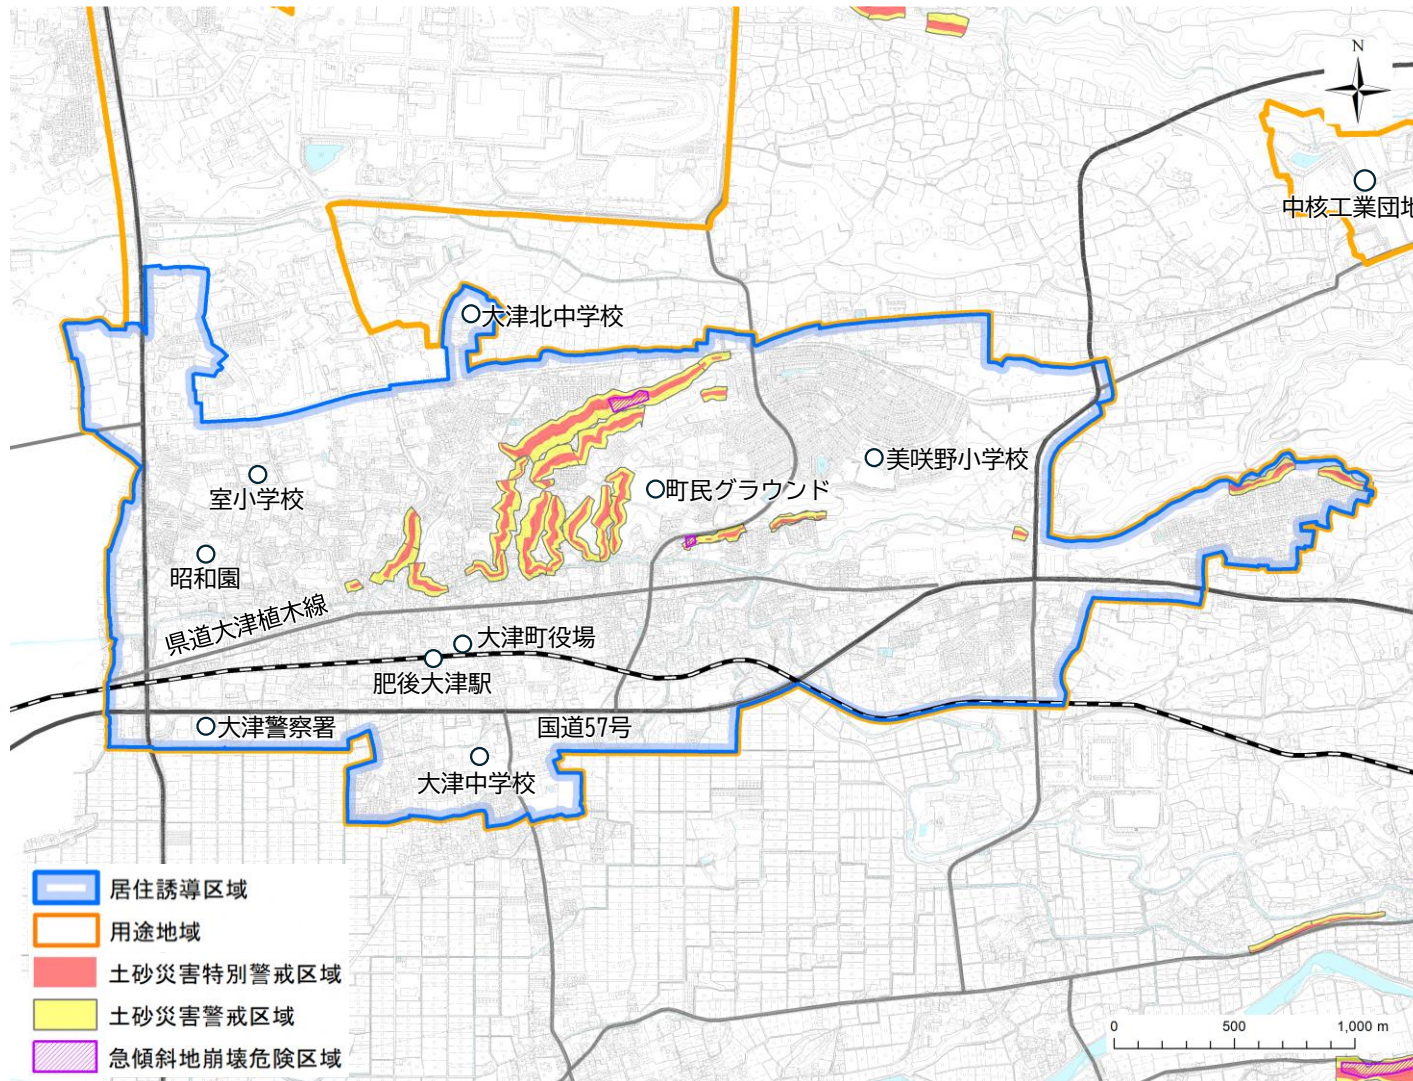 N
中核工業団地
大津北中学校
美咲野小学校
室小学校
町民グラウンド
昭和園
県道大津植木線
大津町役場
肥後大津駅
大津警察署
国道57号
大津中学校
居住誘導区域
用途地域
土砂災害特別警戒区域
土砂災害警戒区域
急傾斜地崩壊危険区域
0 500 1,000 m